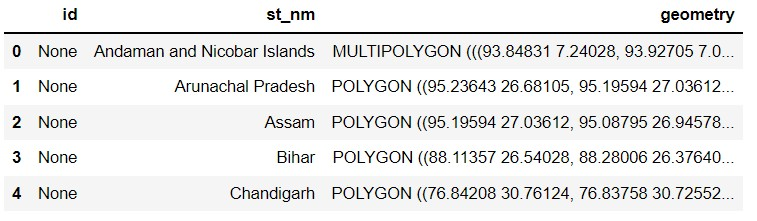 id st_nm geometry
0 None Andaman and Nicobar Islands MULTIPOLYGON (((93.84831 7.24028, 93.92705 7.0...
1 None Arunachal Pradesh POLYGON ((95.23643 26.68105, 95.19594 27.03612...
2 None Assam POLYGON ((95.19594 27.03612, 95.08795 26.94578...
3 None Bihar POLYGON ((88.11357 26.54028, 88.28006 26.37640...
4 None Chandigarh POLYGON ((76.84208 30.76124, 76.83758 30.72552...